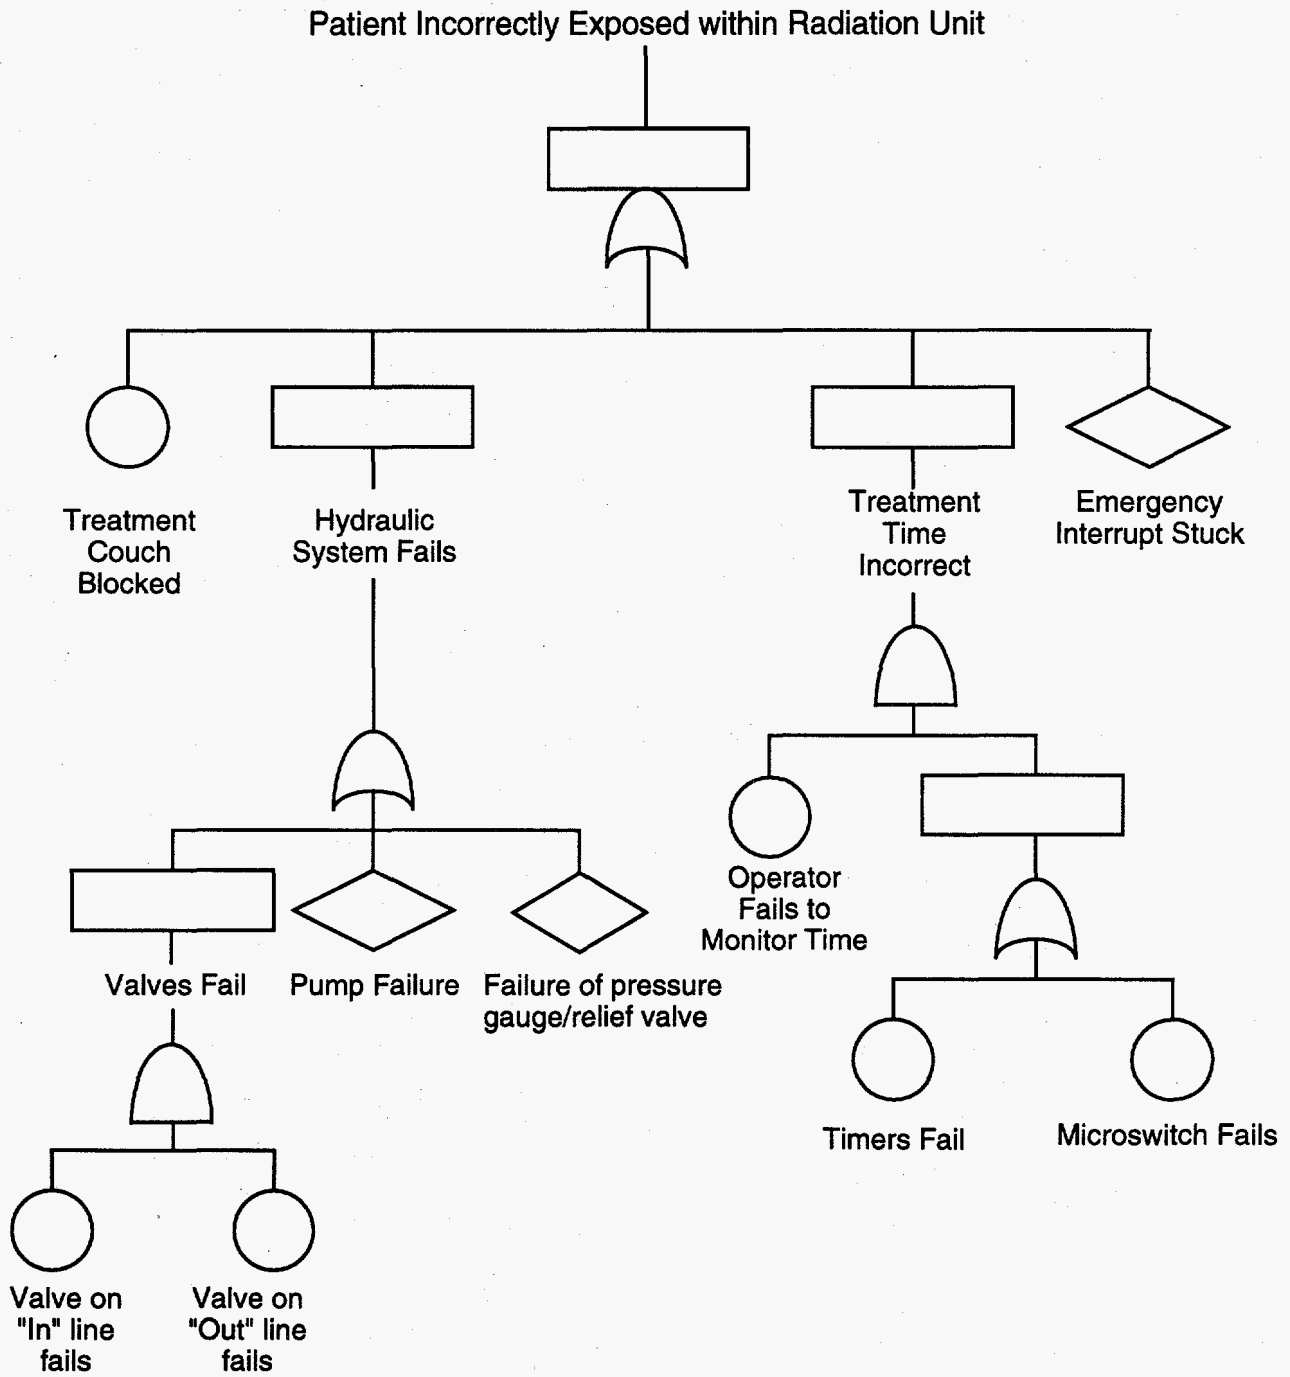 Patient Incorrectly Exposed within Radiation Unit
Treatment
Couch
Blocked
Hydraulic
System Fails
Treatment
Time
Incorrect
Emergency
Interrupt Stuck
Operator
Fails to
Monitor Time
Valves Fail
Pump Failure
Failure of pressure
gauge/relief valve
Timers Fail
Microswitch Fails
Valve on
"In" line
fails
Valve on
"Out" line
fails